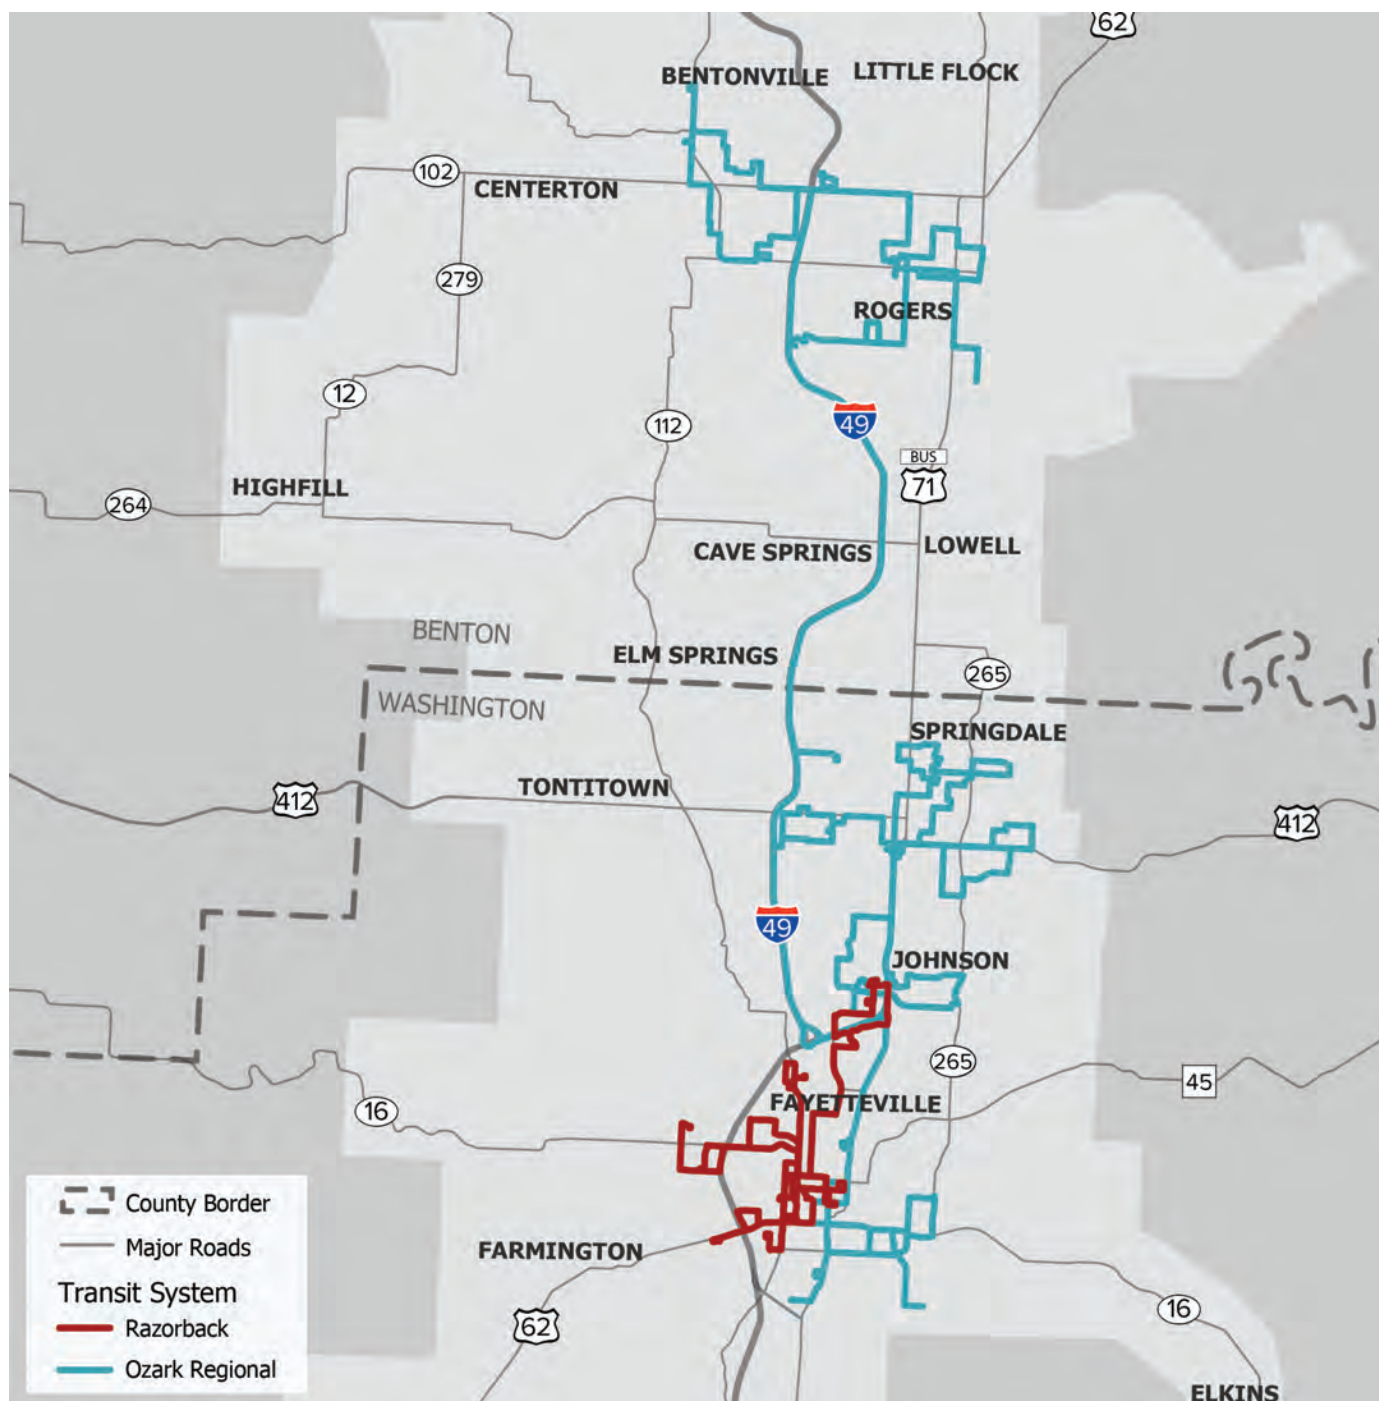 62
BENTONVILLE
LITTLE FLOCK
102
CENTERTON
279
ROGERS
12
49
112
BUS
71
HIGHFILL
264
CAVE SPRINGS
LOWELL
BENTON
ELM SPRINGS
265
WASHINGTON
SPRINGDALE
TONTITOWN
412
412
49
JOHNSON
265
45
16
FAYETTEVILLE
FARMINGTON
62
16
ELKINS
County Border
Major Roads
Transit System
Razorback
Ozark Regional